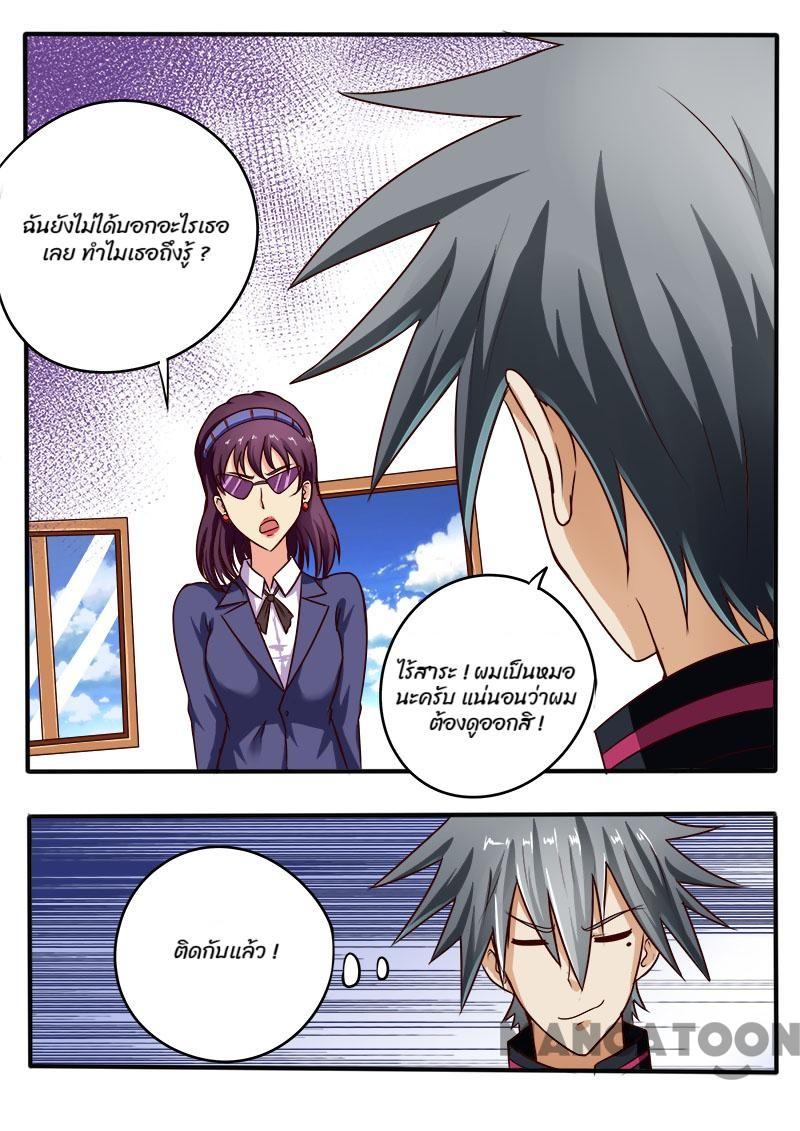 ฉันยังไม่ได้บอกอะไรเธอ
เลย ทำไมเธอถึงรู้ ?
ไร้สาระ ! ผมเป็นหมอ
นะครับ แน่นอนว่าผม
ต้องดูออกสิ !
ติดกับแล้ว !
MANGATOON